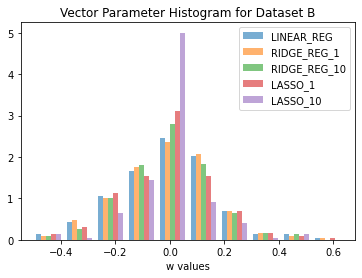 Vector Parameter Histogram for Dataset B
LINEAR_REG
RIDGE_REG_1
RIDGE_REG_10
LASSO_1
LASSO_10
5
4
3
2
1
0
−0.4 −0.2 0.0 0.2 0.4 0.6
w values